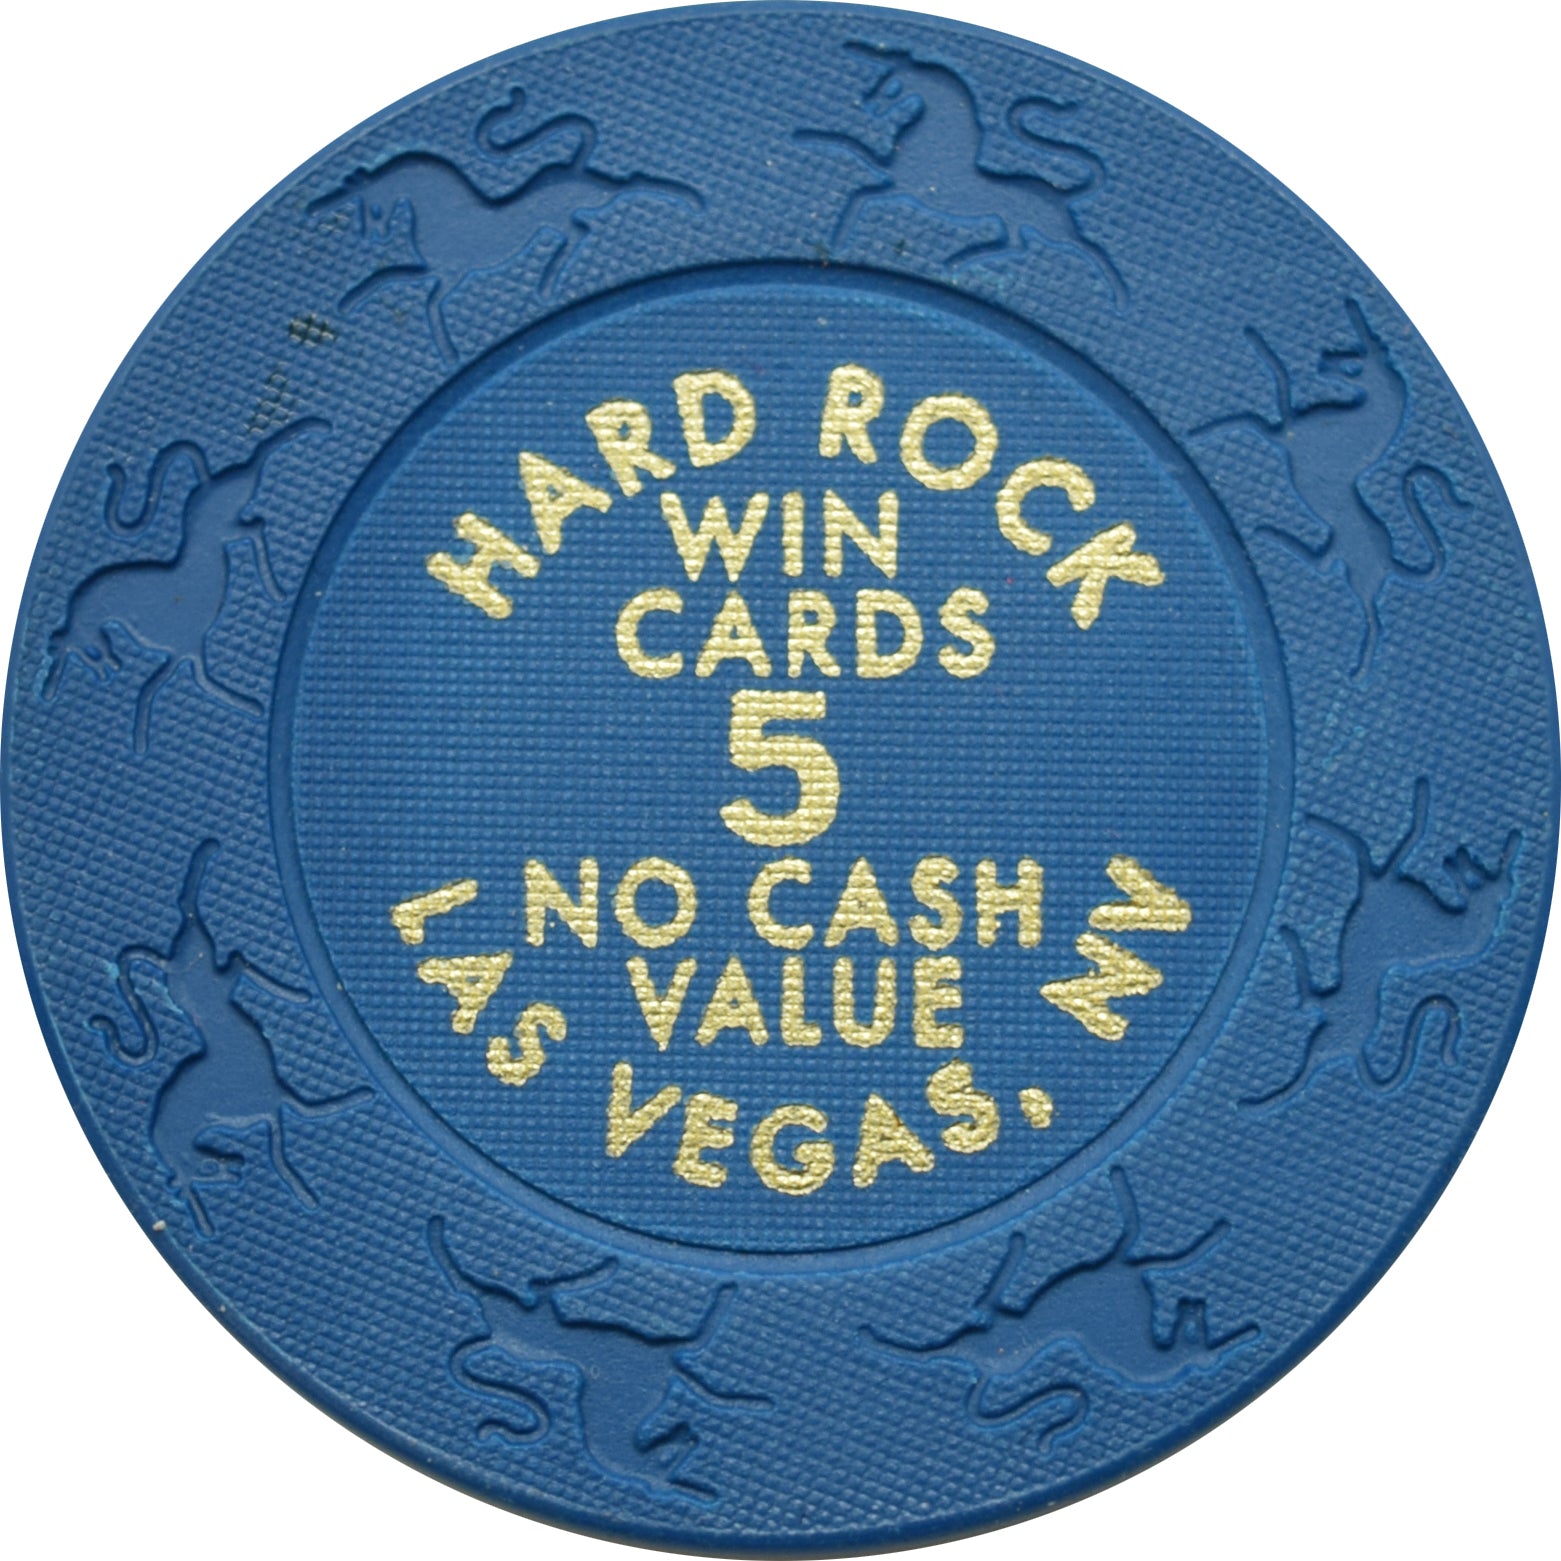 HARD ROCK
WIN
CARDS
5
NO CASH
VALUE
LAS VEGAS, NV